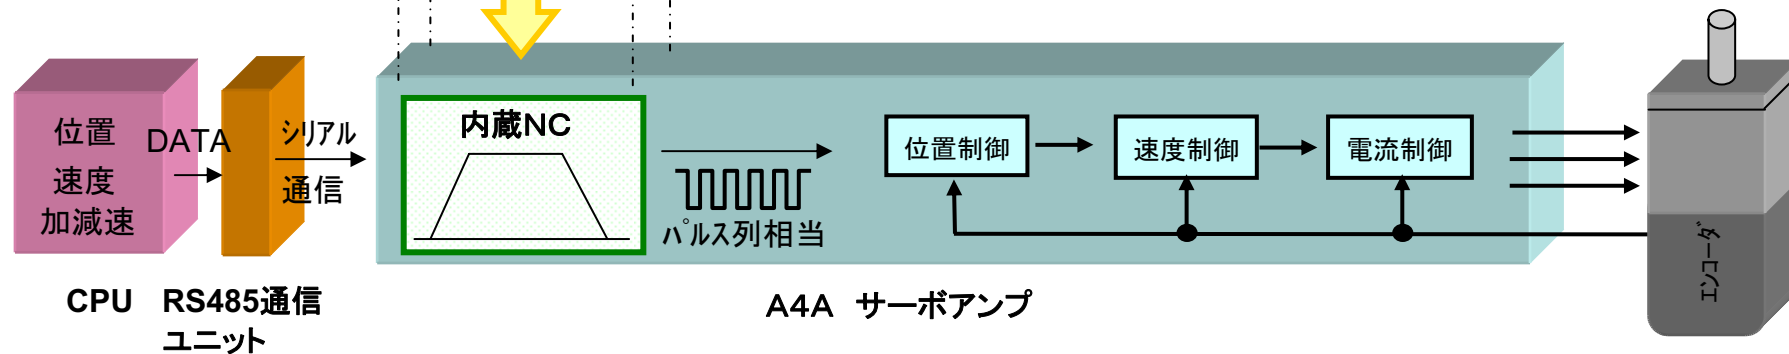 位置
速度
加減速
DATA
シリアル
通信
内蔵NC
パルス列相当
位置制御
速度制御
電流制御
エンコーダ
CPU RS485通信
ユニット
A4A サーボアンプ